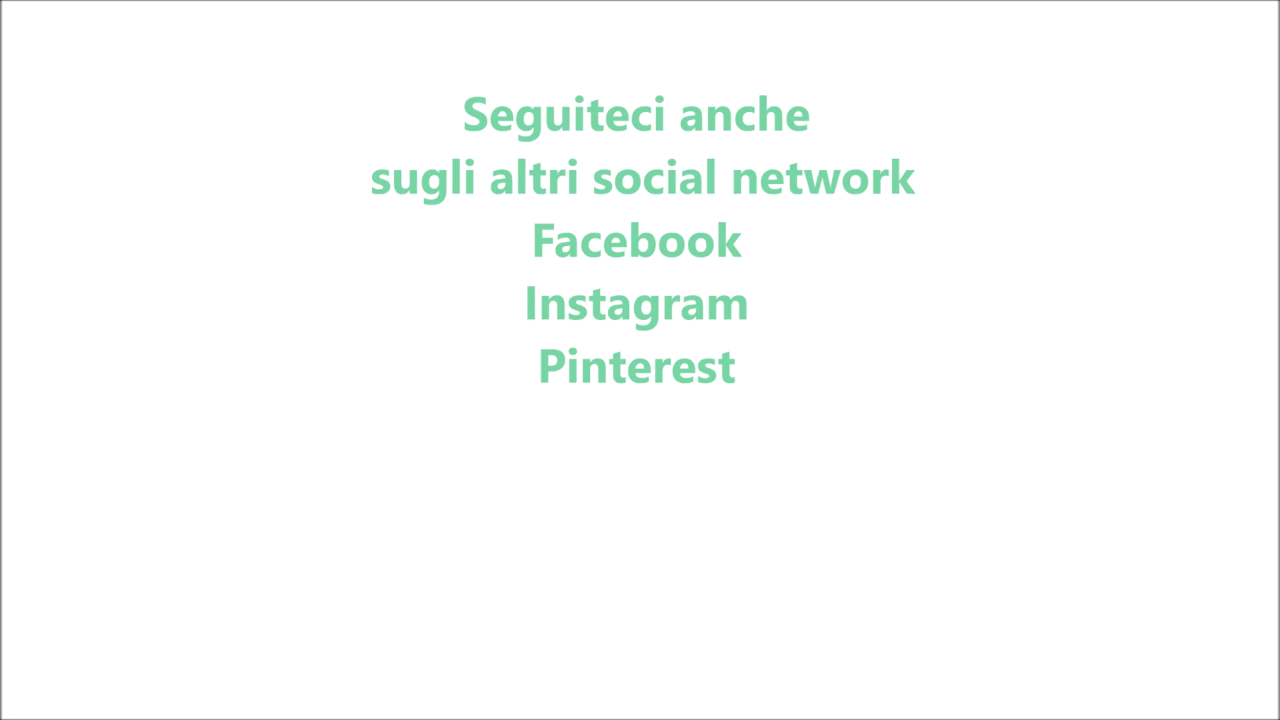 Seguiteci anche
sugli altri social network
Facebook
Instagram
Pinterest